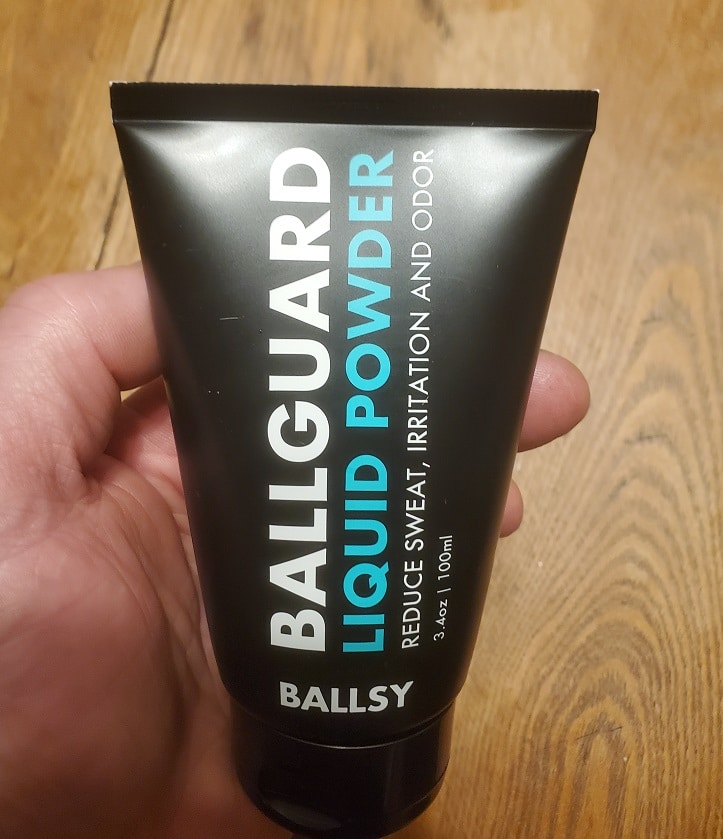 BALLGUARD
LIQUID POWDER
REDUCE SWEAT, IRRITATION AND ODOR
3.4oz | 100ml
BALLSY